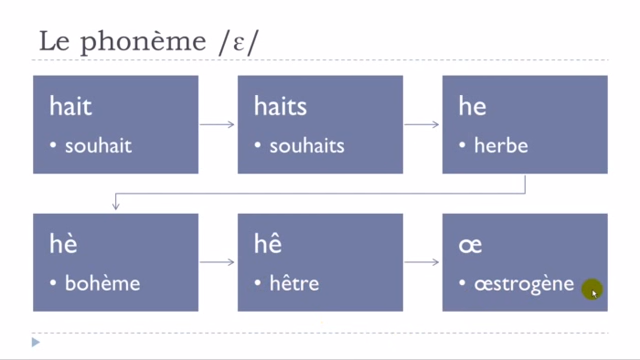 Le phonème /ε/
hait
• souhait
haits
• souhaits
he
• herbe
hè
• bohème
hê
• hêtre
œ
• œstrogène